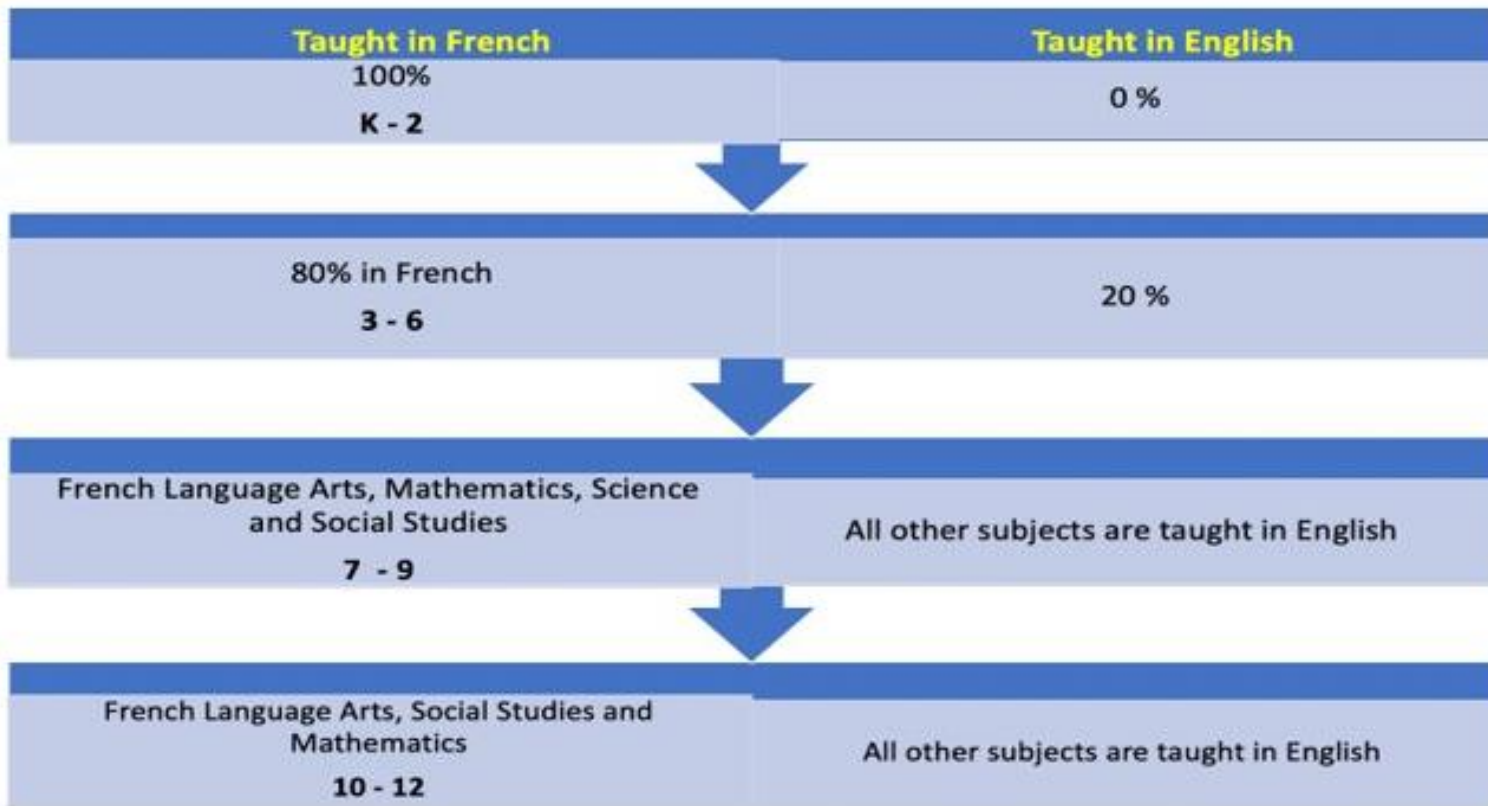 Taught in French
Taught in English
100%
K - 2
0 %
80% in French
3 - 6
20 %
French Language Arts, Mathematics, Science
and Social Studies
7 - 9
All other subjects are taught in English
French Language Arts, Social Studies and
Mathematics
10 - 12
All other subjects are taught in English